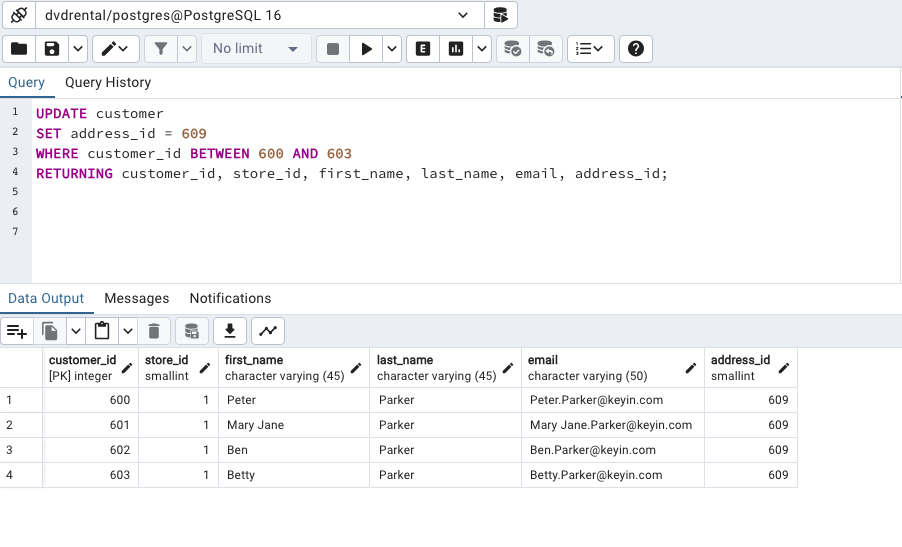 dvdrental/postgres@PostgreSQL 16
No limit
E
?
Query Query History
1 UPDATE customer
2 SET address_id = 609
3 WHERE customer_id BETWEEN 600 AND 603
4 RETURNING customer_id, store_id, first_name, last_name, email, address_id;
5
6
7
Data Output Messages Notifications
customer_id store_id first_name last_name email address_id
[PK] integer smallint character varying (45) character varying (45) character varying (50) smallint
1 600 1 Peter Parker Peter.Parker@keyin.com 609
2 601 1 Mary Jane Parker Mary Jane.Parker@keyin.com 609
3 602 1 Ben Parker Ben.Parker@keyin.com 609
4 603 1 Betty Parker Betty.Parker@keyin.com 609